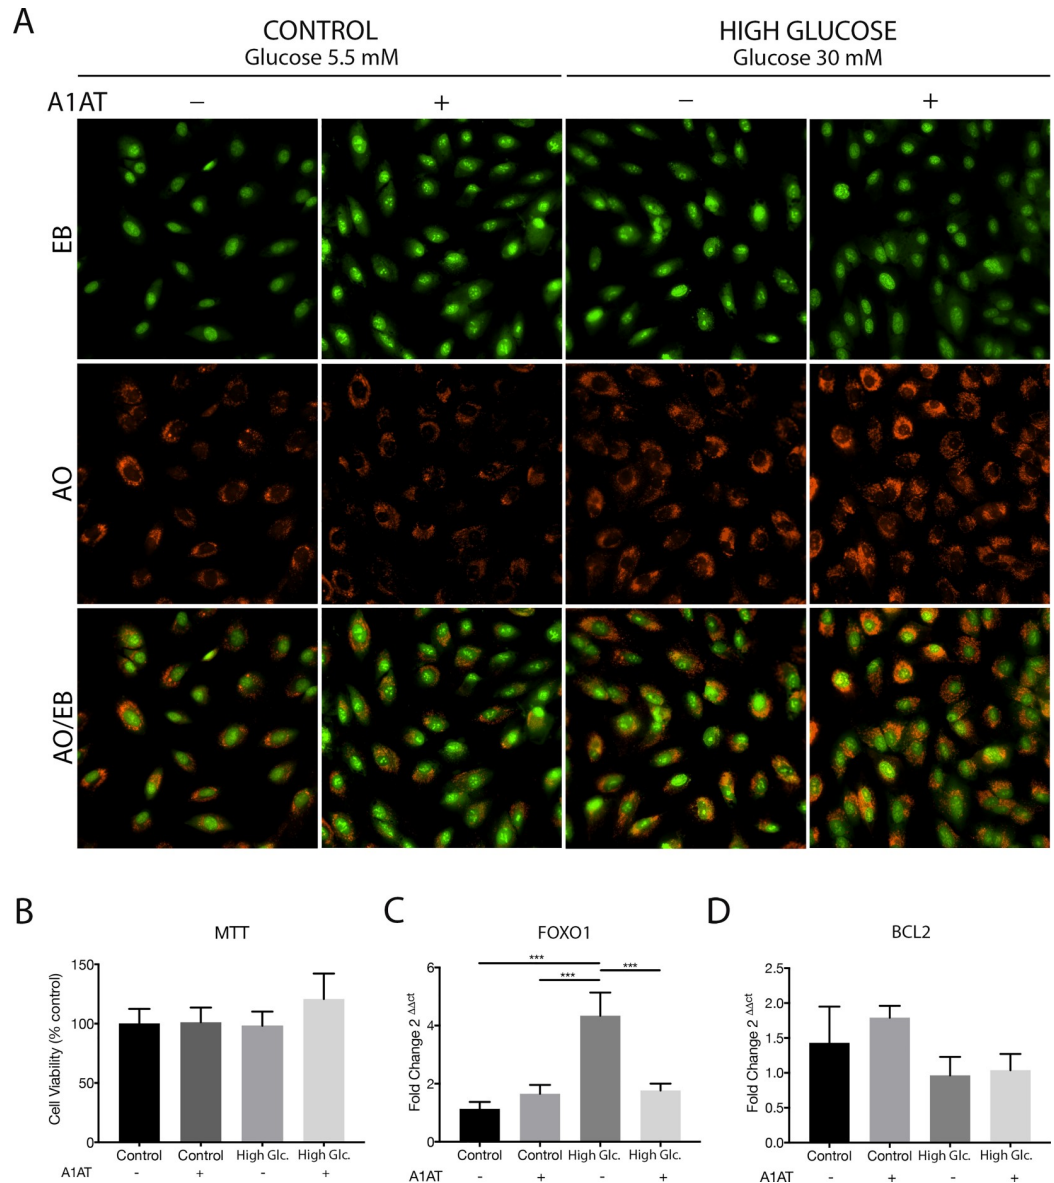 A
CONTROL
Glucose 5.5 mM
HIGH GLUCOSE
Glucose 30 mM
A1AT − + − +
EB
AO
AO/EB
B
MTT
Cell Viability (% control)
150
100
50
0
Control Control High Glc. High Glc.
A1AT - + - +
C
FOXO1
Fold Change 2 ΔΔct
6
4
2
0
*** *** ***
Control Control High Glc. High Glc.
A1AT - + - +
D
BCL2
Fold Change 2 ΔΔct
2.5
2.0
1.5
1.0
0.5
0.0
Control Control High Glc. High Glc.
A1AT - + - +